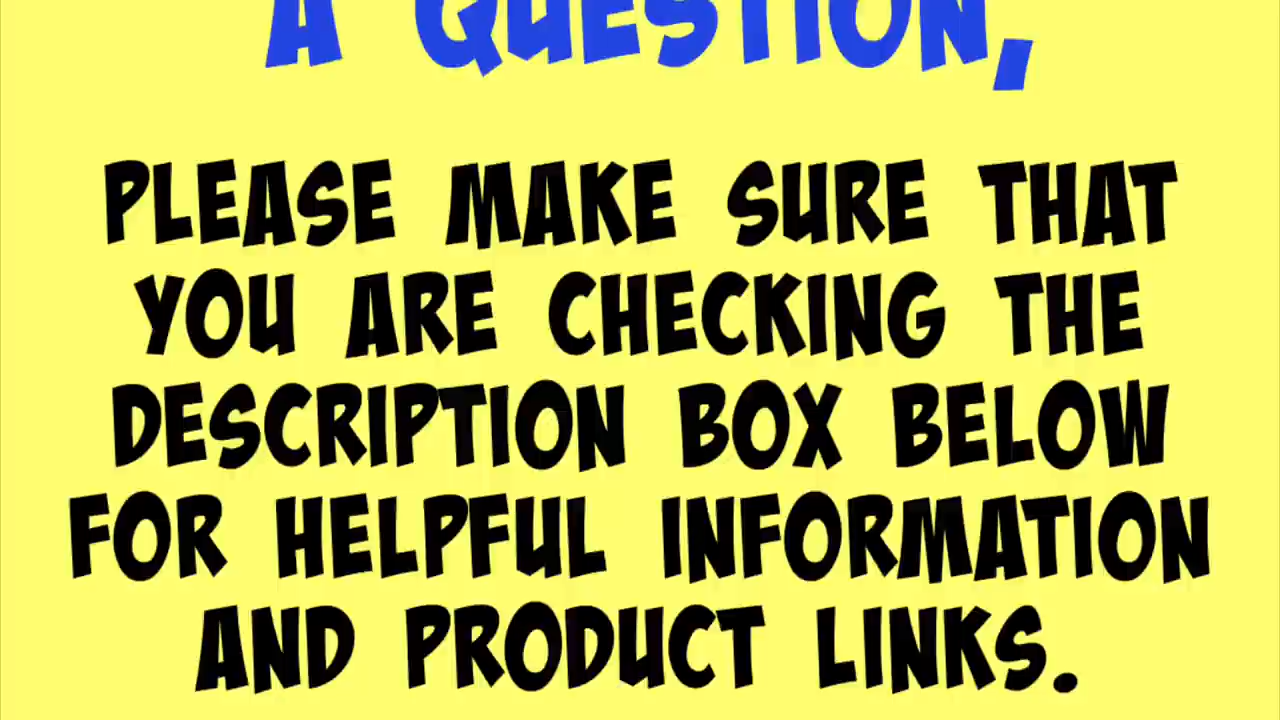 A QUESTION,
PLEASE MAKE SURE THAT
YOU ARE CHECKING THE
DESCRIPTION BOX BELOW
FOR HELPFUL INFORMATION
AND PRODUCT LINKS.